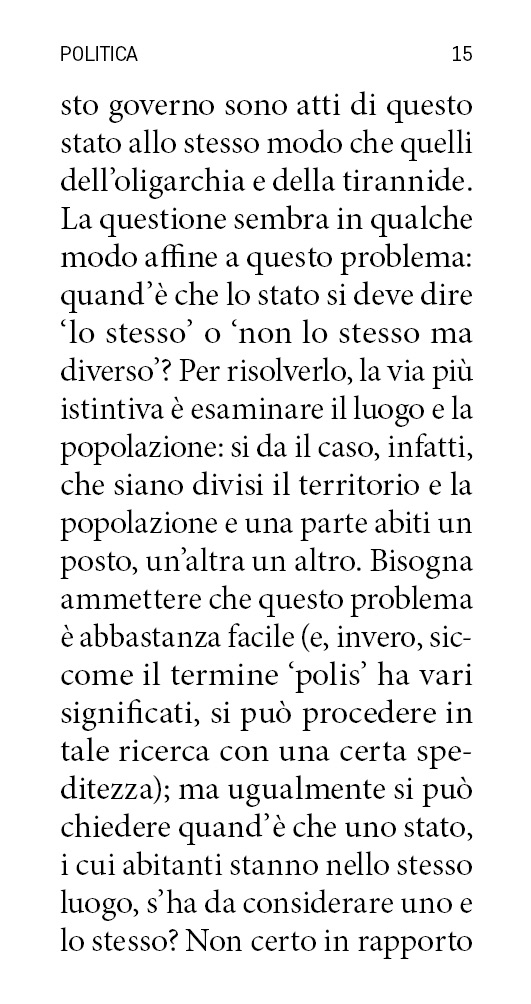 POLITICA 15
sto governo sono atti di questo
stato allo stesso modo che quelli
dell’oligarchia e della tirannide.
La questione sembra in qualche
modo affine a questo problema:
quand’è che lo stato si deve dire
‘lo stesso’ o ‘non lo stesso ma
diverso’? Per risolverlo, la via più
istintiva è esaminare il luogo e la
popolazione: si da il caso, infatti,
che siano divisi il territorio e la
popolazione e una parte abiti un
posto, un’altra un altro. Bisogna
ammettere che questo problema
è abbastanza facile (e, invero, sic-
come il termine ‘polis’ ha vari
significati, si può procedere in
tale ricerca con una certa spe-
ditezza); ma ugualmente si può
chiedere quand’è che uno stato,
i cui abitanti stanno nello stesso
luogo, s’ha da considerare uno e
lo stesso? Non certo in rapporto